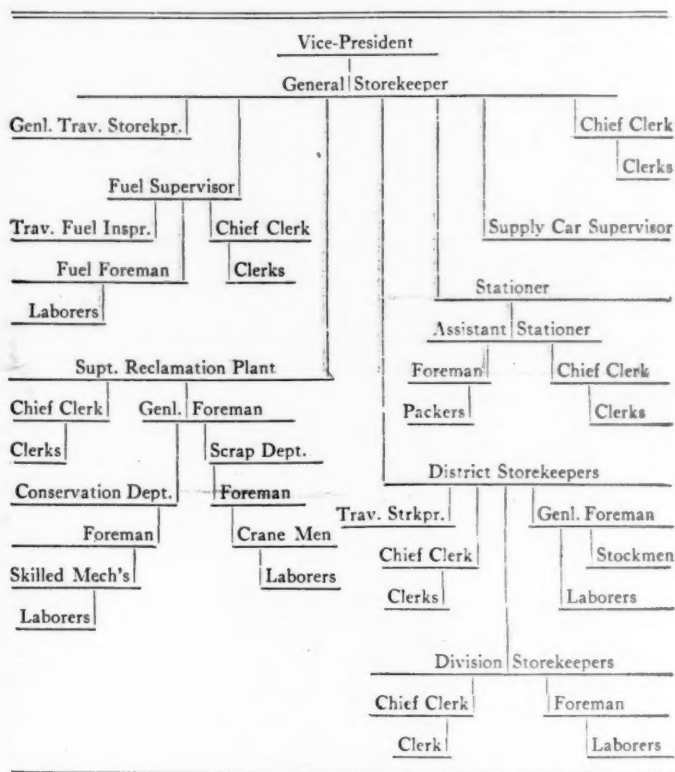 Vice-President
General Storekeeper
Genl. Trav. Storekpr. Chief Clerk
Clerks
Fuel Supervisor
Trav. Fuel Inspr. Chief Clerk Supply Car Supervisor
Fuel Foreman Clerks
Stationer
Laborers
Assistant Stationer
Supt. Reclamation Plant Foreman Chief Clerk
Chief Clerk Genl. Foreman Packers Clerks
Clerks Scrap Dept.
District Storekeepers
Conservation Dept. Foreman
Trav. Strkpr. Genl. Foreman
Foreman Crane Men
Chief Clerk Stockmen
Skilled Mech's Laborers
Clerks Laborers
Laborers
Division Storekeepers
Chief Clerk Foreman
Clerk Laborers